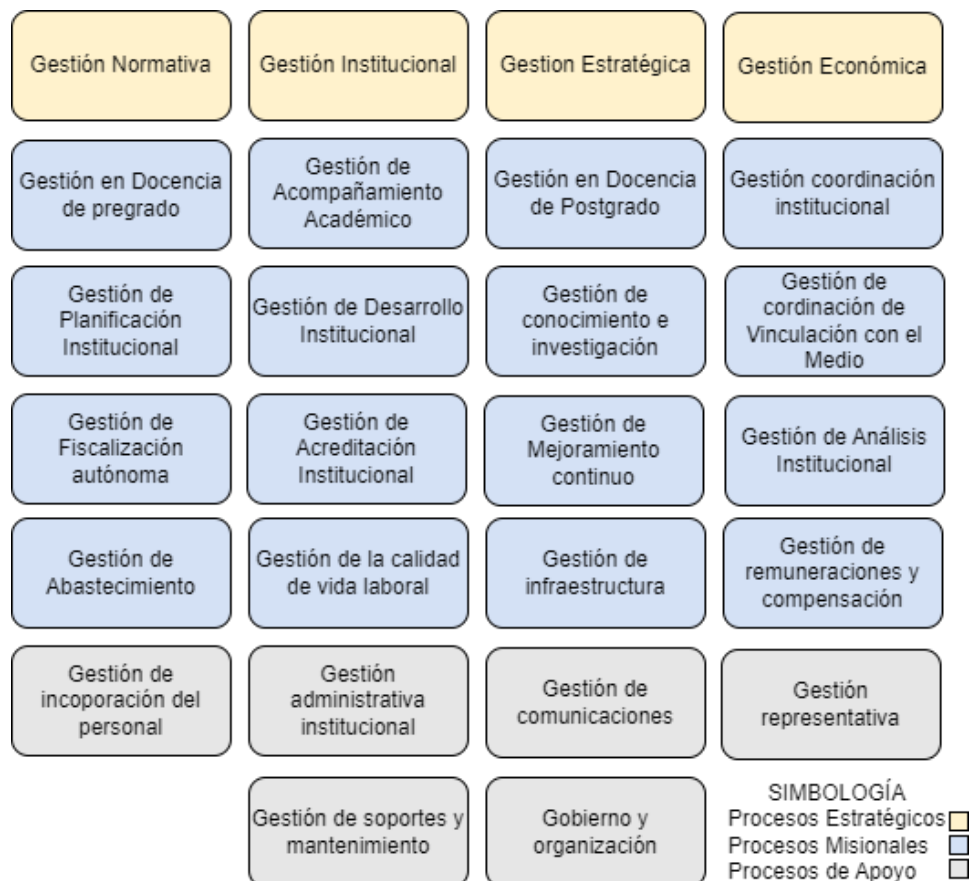 Gestión Normativa
Gestión Institucional
Gestion Estratégica
Gestión Económica
Gestión en Docencia
de pregrado
Gestión de
Acompañamiento
Académico
Gestión en Docencia
de Postgrado
Gestión coordinación
institucional
Gestión de
Planificación
Institucional
Gestión de Desarrollo
Institucional
Gestión de
conocimiento e
investigación
Gestión de
cordinación de
Vinculación con el
Medio
Gestión de
Fiscalización
autónoma
Gestión de
Acreditación
Institucional
Gestión de
Mejoramiento
continuo
Gestión de Análisis
Institucional
Gestión de
Abastecimiento
Gestión de la calidad
de vida laboral
Gestión de
infraestructura
Gestión de
remuneraciones y
compensación
Gestión de
incoporación del
personal
Gestión
administrativa
institucional
Gestión de
comunicaciones
Gestión
representativa
Gestión de soportes y
mantenimiento
Gobierno y
organización
SIMBOLOGÍA
Procesos Estratégicos
Procesos Misionales
Procesos de Apoyo